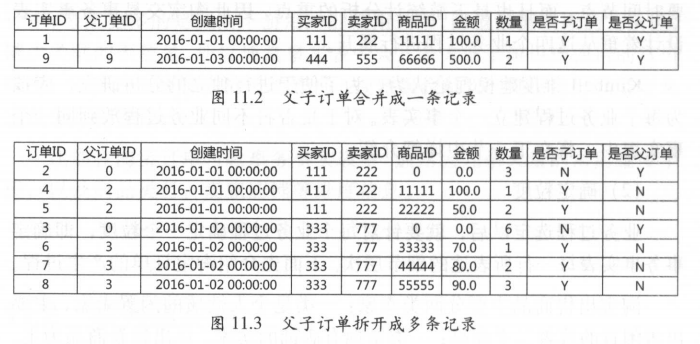 订单ID 父订单ID 创建时间 买家ID 卖家ID 商品ID 金额 数量 是否子订单 是否父订单
1 1 2016-01-01 00:00:00 111 222 11111 100.0 1 Y Y
9 9 2016-01-03 00:00:00 444 555 66666 500.0 2 Y Y
图 11.2 父子订单合并成一条记录
订单ID 父订单ID 创建时间 买家ID 卖家ID 商品ID 金额 数量 是否子订单 是否父订单
2 0 2016-01-01 00:00:00 111 222 0 0.0 3 N Y
4 2 2016-01-01 00:00:00 111 222 11111 100.0 1 Y N
5 2 2016-01-01 00:00:00 111 222 22222 50.0 2 Y N
3 0 2016-01-02 00:00:00 333 777 0 0.0 6 N Y
6 3 2016-01-02 00:00:00 333 777 33333 70.0 1 Y N
7 3 2016-01-02 00:00:00 333 777 44444 80.0 2 Y N
8 3 2016-01-02 00:00:00 333 777 55555 90.0 3 Y N
图 11.3 父子订单拆开成多条记录